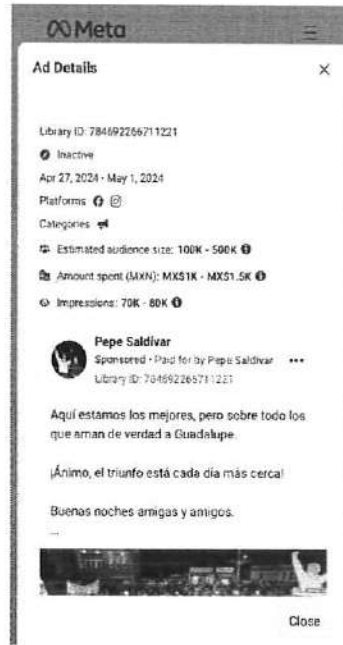 Meta
Ad Details
Library ID: 784692266711221
Inactive
Apr 27, 2024 - May 1, 2024
Platforms
Categories
Estimated audience size: 100K - 500K
Amount spent (MXN): MX$1K - MX$1.5K
Impressions: 70K - 80K
Pepe Saldívar
Sponsored • Paid for by Pepe Saldívar
Library ID: 784692266711221
Aquí estamos los mejores, pero sobre todo los
que aman de verdad a Guadalupe.
¡Ánimo, el triunfo está cada día más cerca!
Buenas noches amigas y amigos.
...
Close